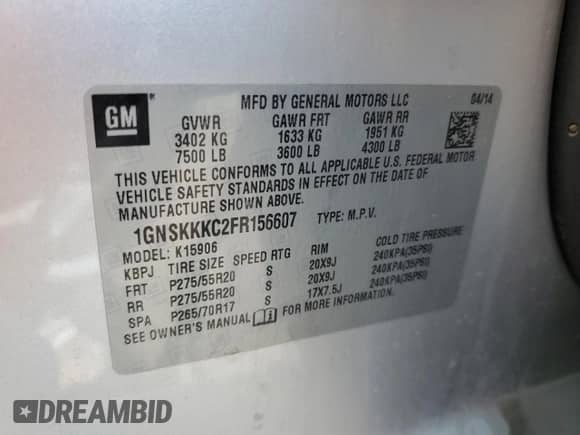 GM
MFD BY GENERAL MOTORS LLC 04/14
GVWR GAWR FRT GAWR RR
3402 KG 1633 KG 1951 KG
7500 LB 3600 LB 4300 LB
THIS VEHICLE CONFORMS TO ALL APPLICABLE U.S. FEDERAL MOTOR
VEHICLE SAFETY STANDARDS IN EFFECT ON THE DATE OF
MANUFACTURE SHOWN ABOVE.
1GNSKKKC2FR156607 TYPE: M.P.V.
MODEL: K15906
KBPJ TIRE SIZE SPEED RTG RIM COLD TIRE PRESSURE
FRT P275/55R20 S 20X9J 240KPA(35PSI)
RR P275/55R20 S 20X9J 240KPA(35PSI)
SPA P265/70R17 S 17X7.5J 240KPA(35PSI)
SEE OWNER'S MANUAL FOR MORE INFORMATION.
DREAMBID